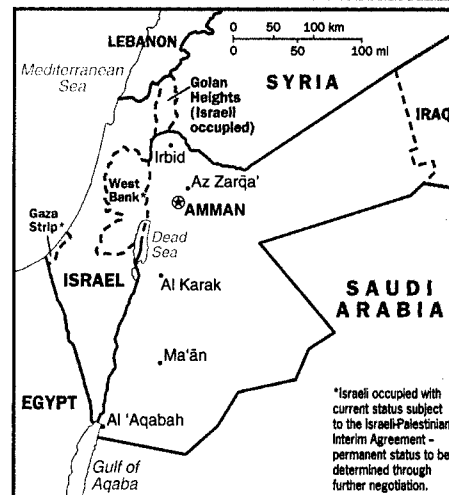 0 50 100 km
0 50 100 mi
LEBANON
Mediterranean
Sea
Golan
Heights
(Israeli
occupied)
SYRIA
IRAQ
Irbid
Az Zarqa'
West
Bank*
AMMAN
Gaza
Strip*
Dead
Sea
ISRAEL
Al Karak
SAUDI
ARABIA
Ma'ān
EGYPT
Al 'Aqabah
Gulf of
Aqaba
*Israeli occupied with
current status subject
to the Israeli-Palestinian
Interim Agreement –
permanent status to be
determined through
further negotiation.